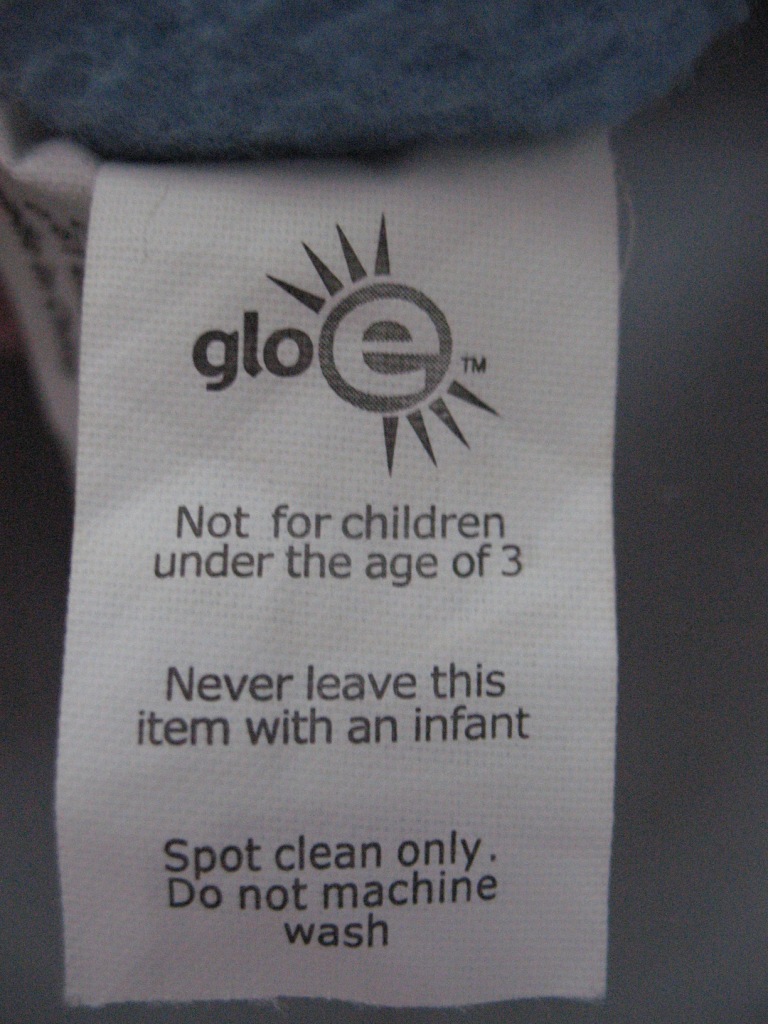 gloe™
Not for children
under the age of 3
Never leave this
item with an infant
Spot clean only.
Do not machine
wash